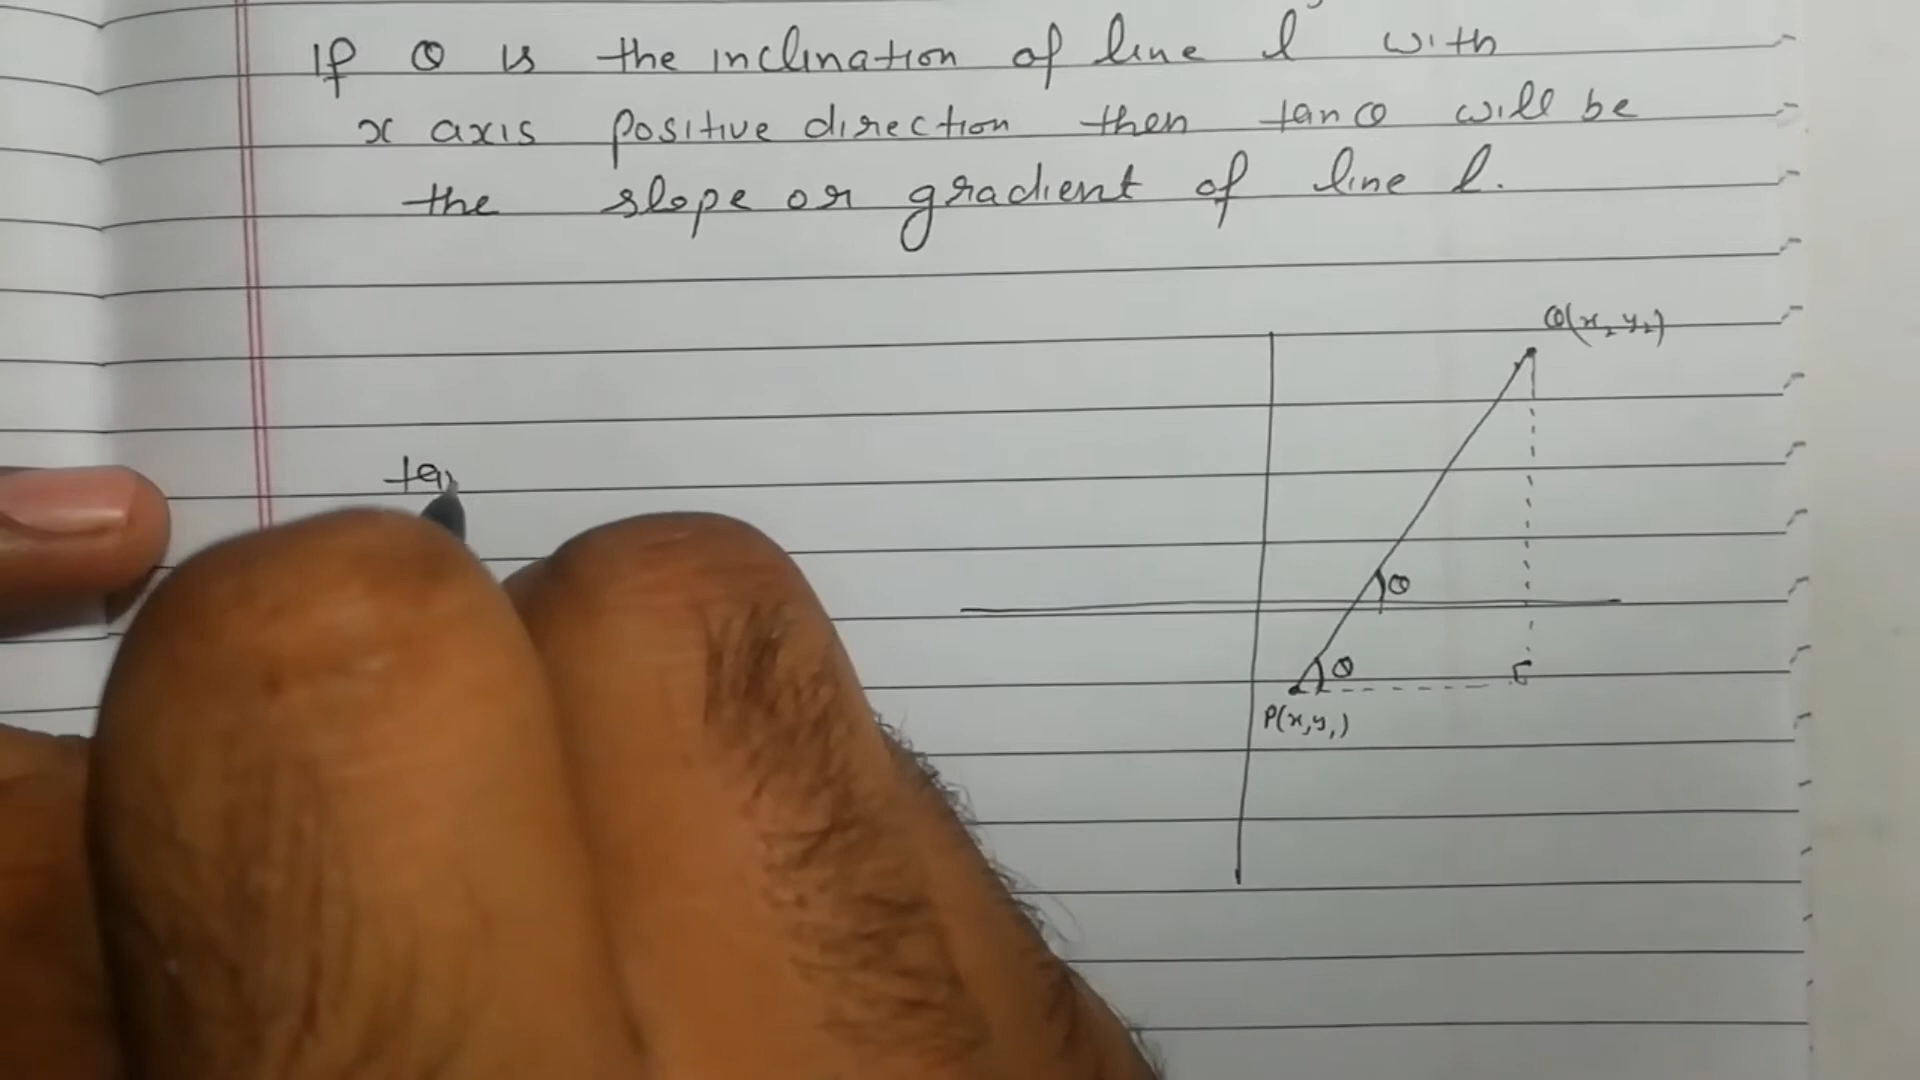 If θ is the inclination of line l with
x axis positive direction then tanθ will be
the slope or gradient of line l.
Q(x₂ y₂)
tan
θ
θ
P(x,y₁)